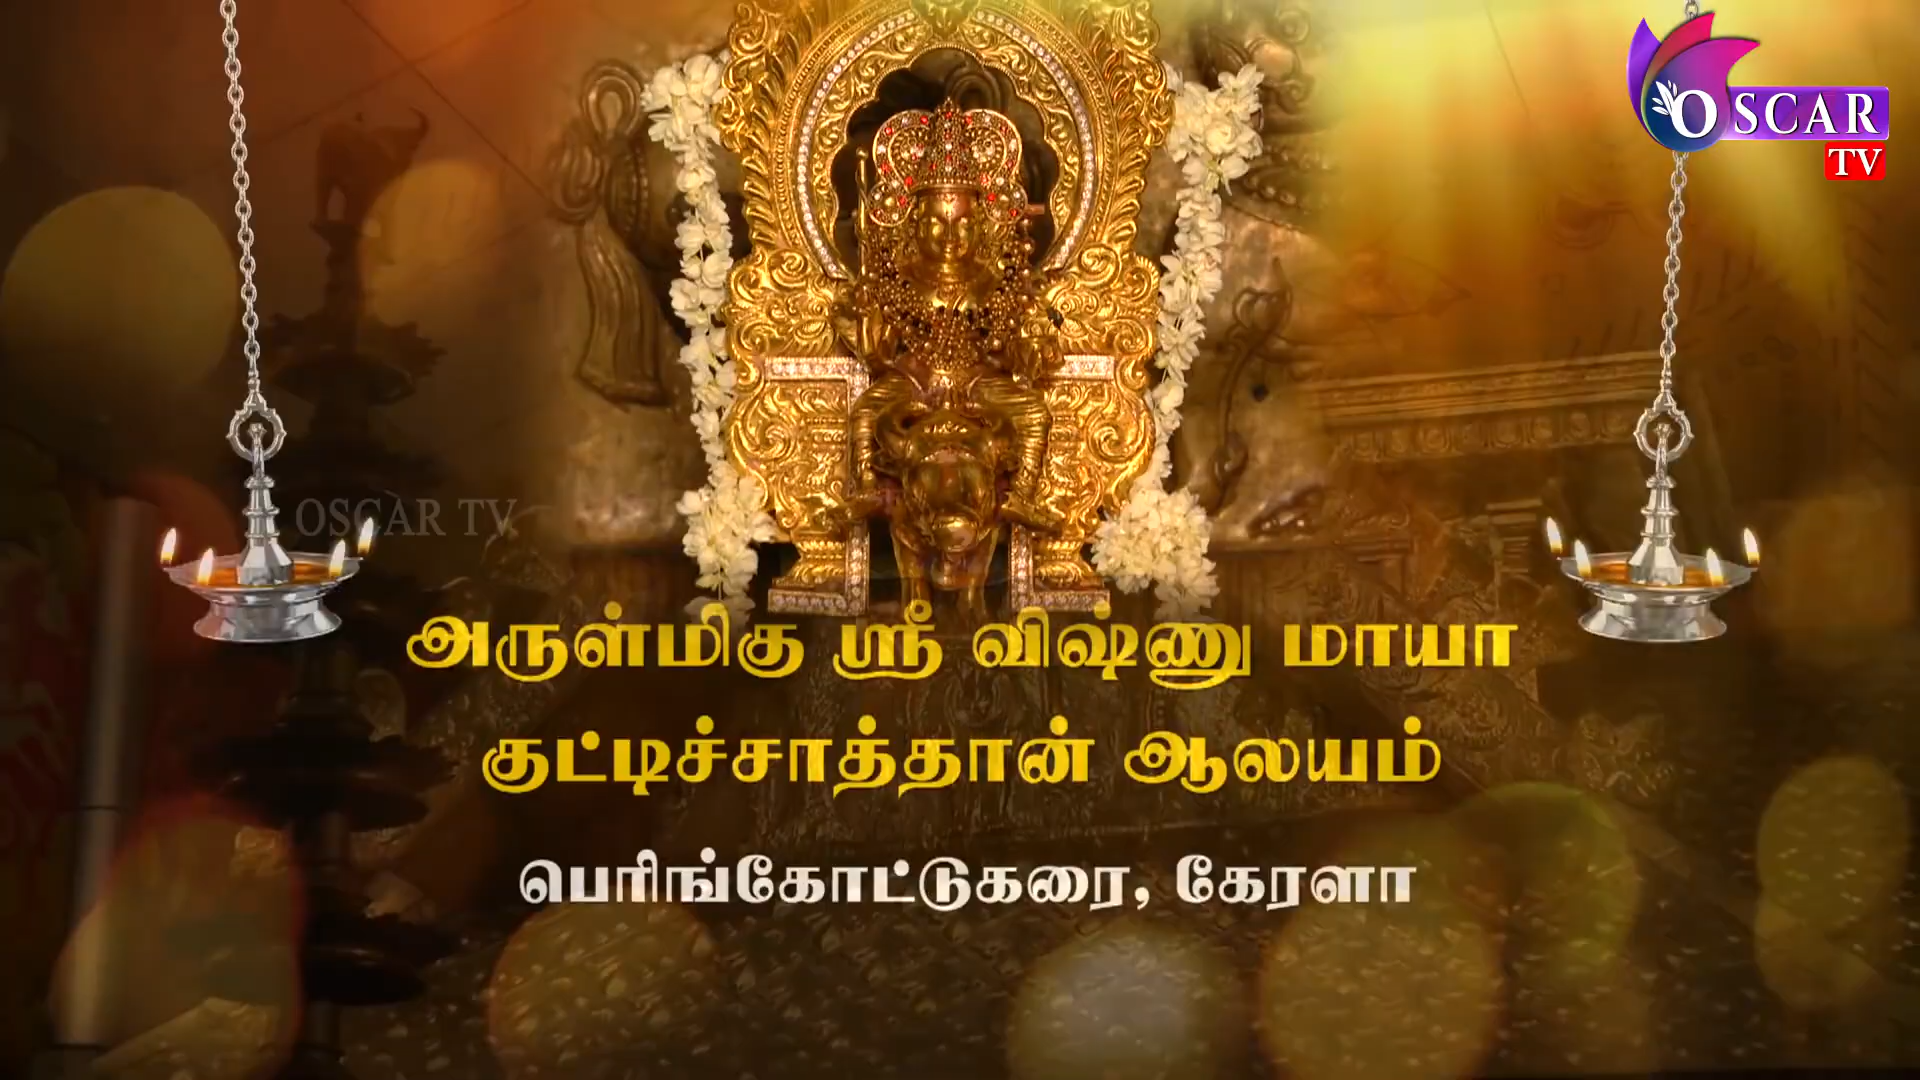 OSCAR
TV
OSCAR TV
அருள்மிகு ஸ்ரீ விஷ்ணு மாயா
குட்டிச்சாத்தான் ஆலயம்
பெரிங்கோட்டுகரை, கேரளா